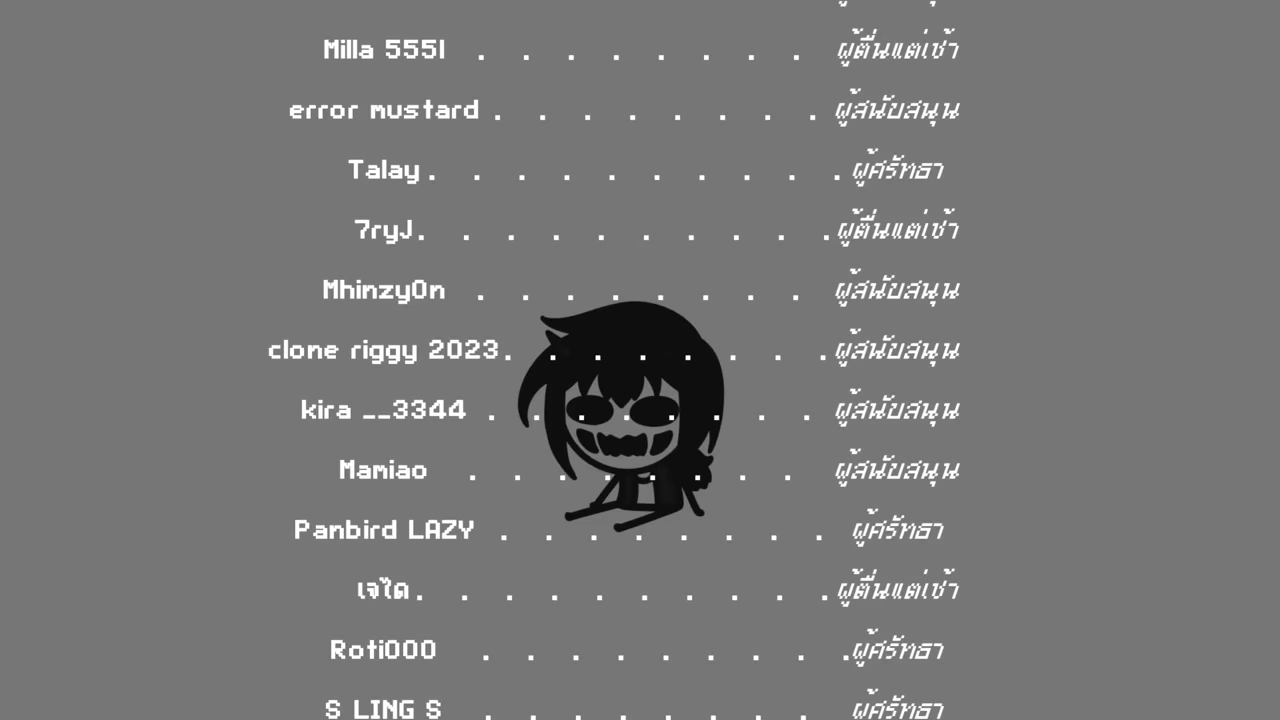 Milla 555l . . . . . . . . ผู้ตื่นแต่เช้า
error mustard . . . . . . . . ผู้สนับสนุน
Talay . . . . . . . . . . ผู้ศรัทธา
7ryJ . . . . . . . . . . ผู้ตื่นแต่เช้า
Mhinzy0n . . . . . . . . ผู้สนับสนุน
clone riggy 2023 . . . . . . . . ผู้สนับสนุน
kira __3344 . . . . . . . . ผู้สนับสนุน
Maniao . . . . . . . . ผู้สนับสนุน
Panbird LAZY . . . . . . . . ผู้ศรัทธา
เจได . . . . . . . . . . ผู้ตื่นแต่เช้า
Roti000 . . . . . . . . . ผู้ศรัทธา
S LING S . . . . . . . . ผู้ศรัทธา